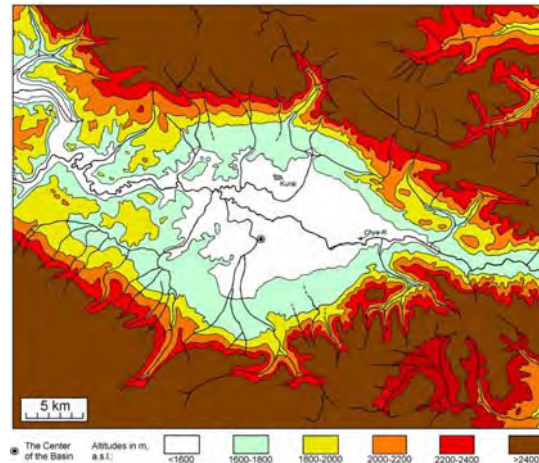 Kurai
Chya-R
5 km
The Center
of the Basin
Altitudes in m,
a.s.l.:
<1600
1600-1800
1800-2000
2000-2200
2200-2400
>2400